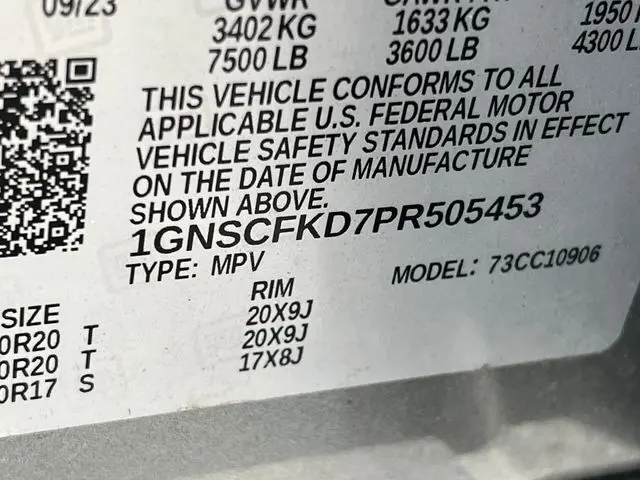 09/23 GVWR
3402 KG 1633 KG 1950
7500 LB 3600 LB 4300 L
THIS VEHICLE CONFORMS TO ALL
APPLICABLE U.S. FEDERAL MOTOR
VEHICLE SAFETY STANDARDS IN EFFECT
ON THE DATE OF MANUFACTURE
SHOWN ABOVE.
1GNSCFKD7PR505453
TYPE: MPV MODEL: 73CC10906
SIZE RIM
0R20 T 20X9J
0R20 T 20X9J
0R17 S 17X8J